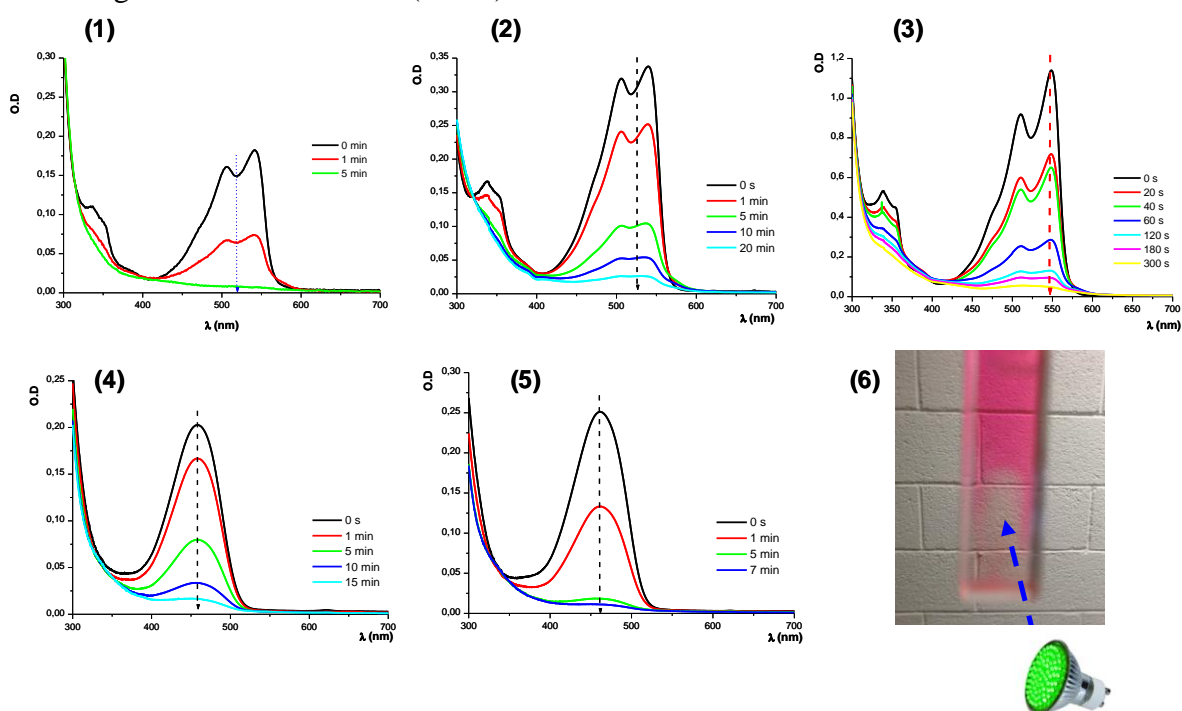 (1)
O.D
0,30
0,25
0,20
0,15
0,10
0,05
0,00
300 400 500 600 700
λ (nm)
0 min
1 min
5 min
(2)
O.D
0,35
0,30
0,25
0,20
0,15
0,10
0,05
0,00
300 400 500 600 700
λ (nm)
0 s
1 min
5 min
10 min
20 min
(3)
O.D
1,2
1,0
0,8
0,6
0,4
0,2
0,0
300 350 400 450 500 550 600 650 700
λ (nm)
0 s
20 s
40 s
60 s
120 s
180 s
300 s
(4)
O.D
0,25
0,20
0,15
0,10
0,05
0,00
300 400 500 600 700
λ (nm)
0 s
1 min
5 min
10 min
15 min
(5)
O.D
0,30
0,25
0,20
0,15
0,10
0,05
0,00
300 400 500 600 700
λ (nm)
0 s
1 min
5 min
7 min
(6)